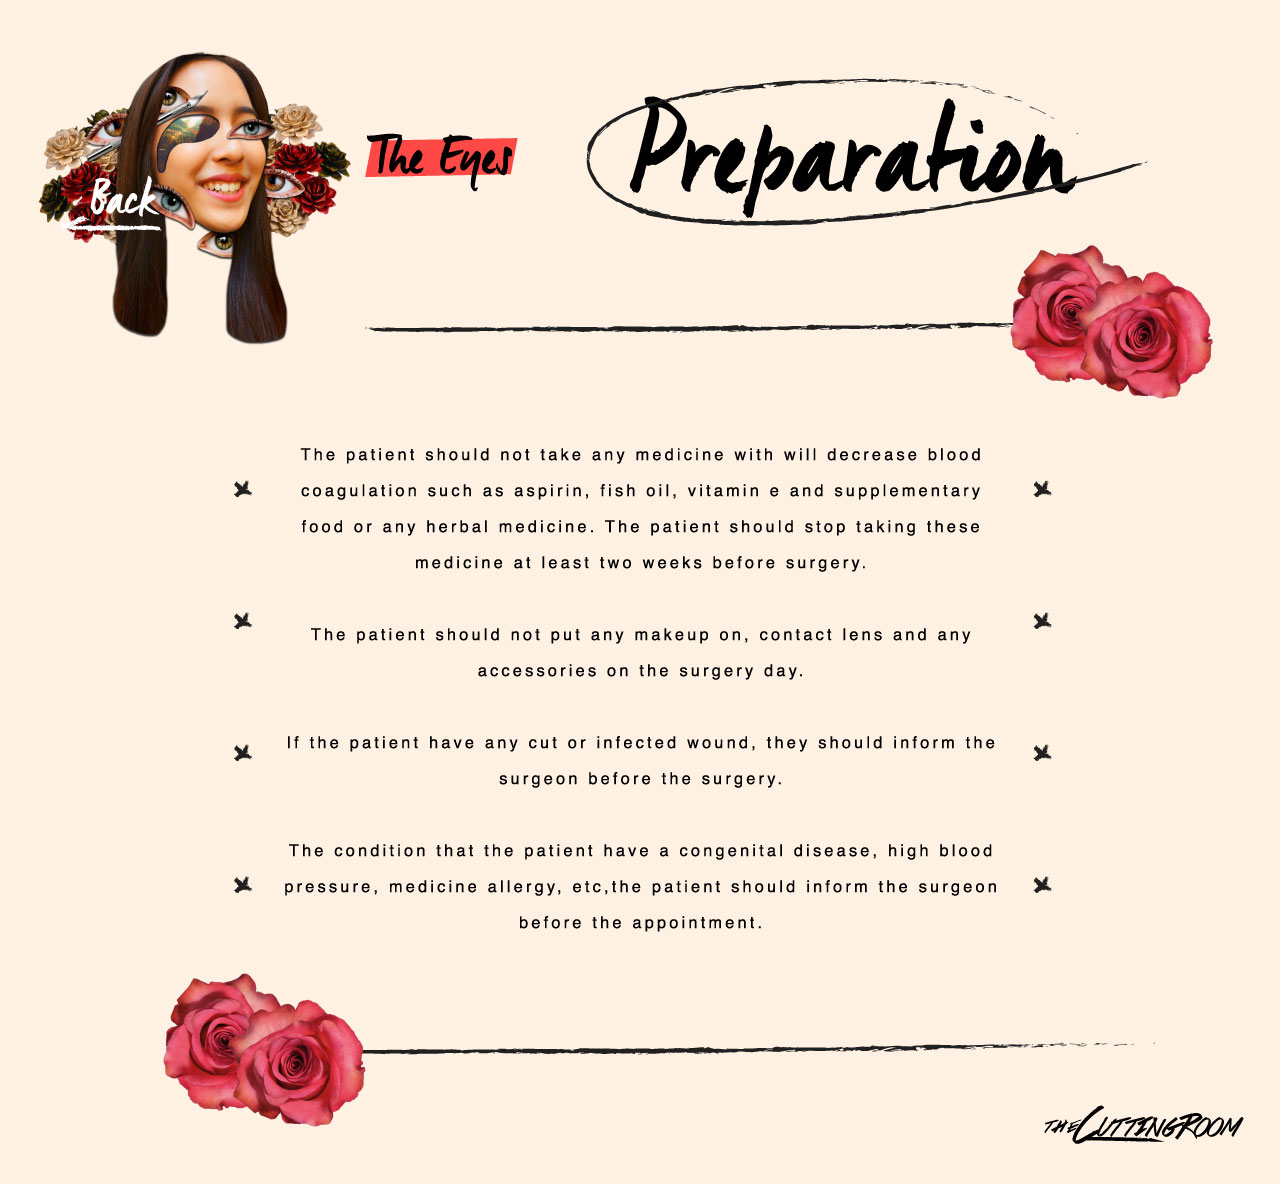 Back
The Eyes
Preparation
The patient should not take any medicine with will decrease blood
coagulation such as aspirin, fish oil, vitamin e and supplementary
food or any herbal medicine. The patient should stop taking these
medicine at least two weeks before surgery.
The patient should not put any makeup on, contact lens and any
accessories on the surgery day.
If the patient have any cut or infected wound, they should inform the
surgeon before the surgery.
The condition that the patient have a congenital disease, high blood
pressure, medicine allergy, etc,the patient should inform the surgeon
before the appointment.
THE CUTTING ROOM